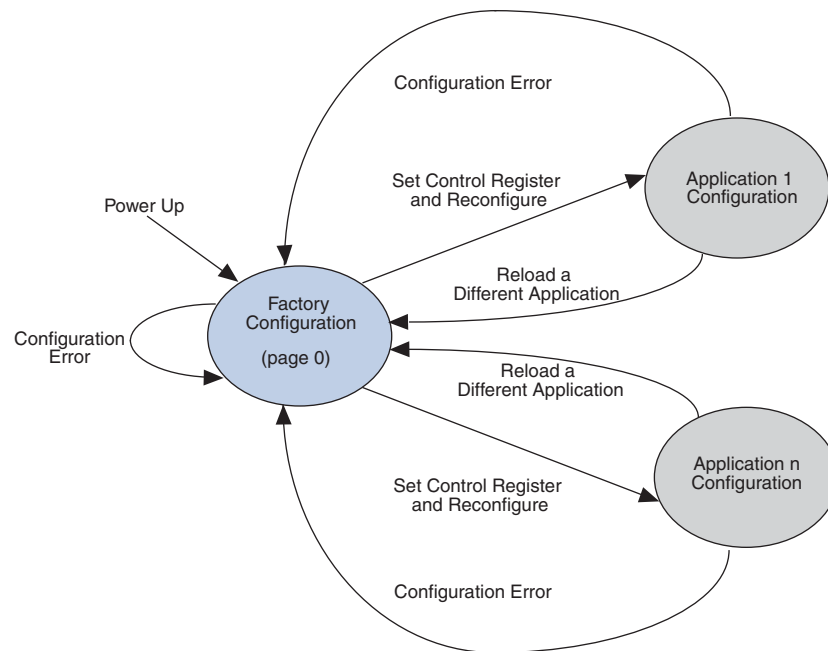 Configuration Error
Set Control Register
and Reconfigure
Application 1
Configuration
Power Up
Reload a
Different Application
Factory
Configuration
(page 0)
Configuration
Error
Reload a
Different Application
Set Control Register
and Reconfigure
Application n
Configuration
Configuration Error